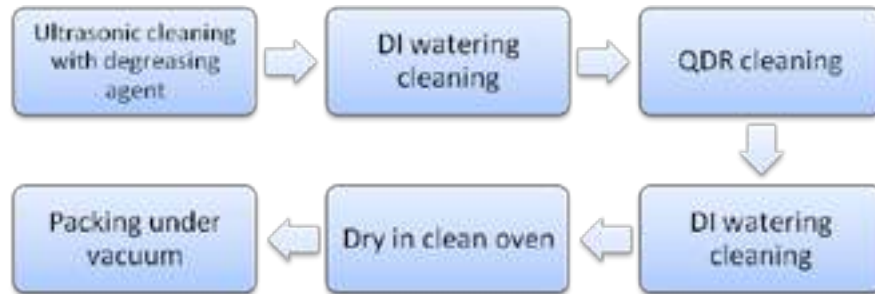 Ultrasonic cleaning
with degreasing
agent
DI watering
cleaning
QDR cleaning
DI watering
cleaning
Dry in clean oven
Packing under
vacuum